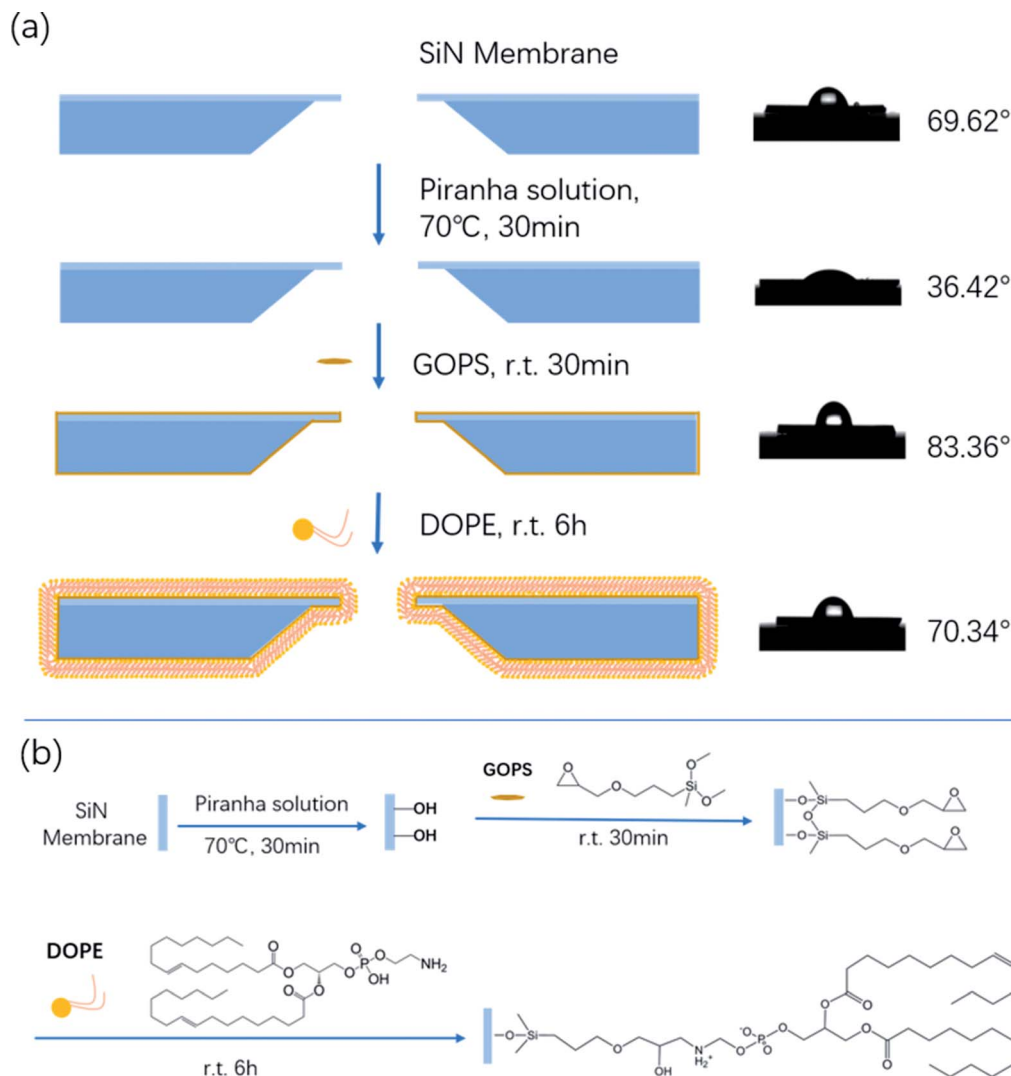 (a)
SiN Membrane
69.62°
Piranha solution,
70℃, 30min
36.42°
GOPS, r.t. 30min
83.36°
DOPE, r.t. 6h
70.34°
(b)
SiN
Membrane
Piranha solution
70℃, 30min
OH
OH
GOPS
O
O
Si
O
O
r.t. 30min
O
Si
O
O
O
O
Si
O
O
DOPE
O
O
O
O
O
P
O
OH
NH₂
r.t. 6h
O
Si
O
OH
N
H₂⁺
O
P
O⁻
O
O
O
O
O
O